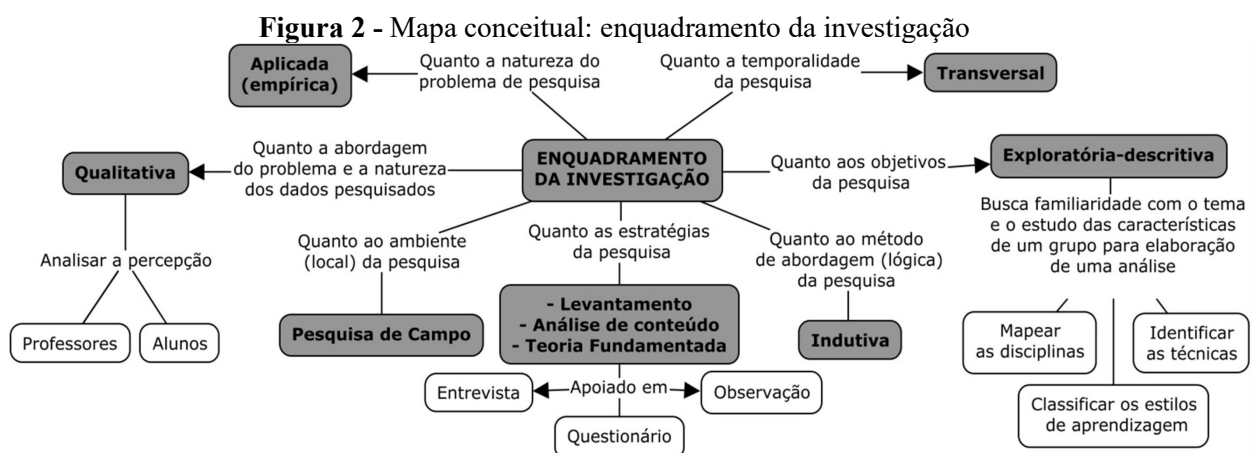 Figura 2 - Mapa conceitual: enquadramento da investigação
Aplicada
(empírica)
Quanto a natureza do
problema de pesquisa
Quanto a temporalidade
da pesquisa
Transversal
Qualitativa
Quanto a abordagem
do problema e a natureza
dos dados pesquisados
ENQUADRAMENTO
DA INVESTIGAÇÃO
Quanto aos objetivos
da pesquisa
Exploratória-descritiva
Analisar a percepção
Professores
Alunos
Quanto ao ambiente
(local) da pesquisa
Pesquisa de Campo
Quanto as estratégias
da pesquisa
- Levantamento
- Análise de conteúdo
- Teoria Fundamentada
Apoiado em
Entrevista
Observação
Questionário
Quanto ao método
de abordagem (lógica)
da pesquisa
Indutiva
Busca familiaridade com o tema
e o estudo das características
de um grupo para elaboração
de uma análise
Mapear
as disciplinas
Identificar
as técnicas
Classificar os estilos
de aprendizagem